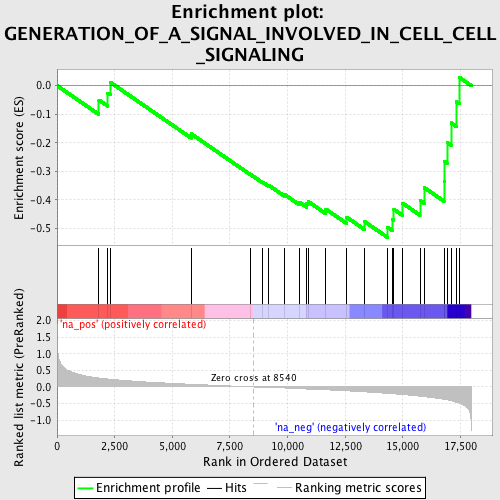 Enrichment plot:
GENERATION_OF_A_SIGNAL_INVOLVED_IN_CELL_CELL
_SIGNALING
Enrichment score (ES)
0.0
-0.1
-0.2
-0.3
-0.4
-0.5
'na_pos' (positively correlated)
Ranked list metric (PreRanked)
2.0
1.5
1.0
0.5
0.0
-0.5
-1.0
Zero cross at 8540
'na_neg' (negatively correlated)
0
2,500
5,000
7,500
10,000
12,500
15,000
17,500
Rank in Ordered Dataset
Enrichment profile
Hits
Ranking metric scores